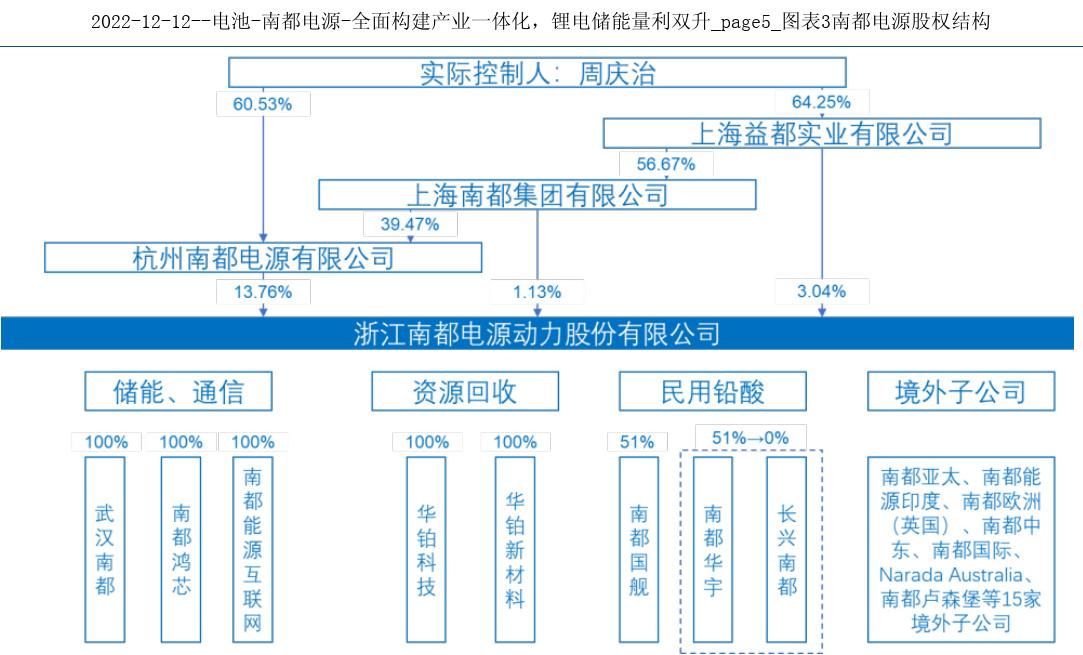 2022-12-12--电池-南都电源-全面构建产业一体化，锂电储能量利双升_page5_图表3南都电源股权结构
实际控制人：周庆治
60.53%
64.25%
上海益都实业有限公司
56.67%
上海南都集团有限公司
39.47%
杭州南都电源有限公司
13.76%
1.13%
3.04%
浙江南都电源动力股份有限公司
储能、通信
资源回收
民用铅酸
境外子公司
100%
100%
100%
100%
100%
51%
51%→0%
武汉南都
南都鸿芯
南都能源互联网
华铂科技
华铂新材料
南都国舰
南都华宇
长兴南都
南都亚太、南都能
源印度、南都欧洲
（英国）、南都中
东、南都国际、
Narada Australia、
南都卢森堡等15家
境外子公司